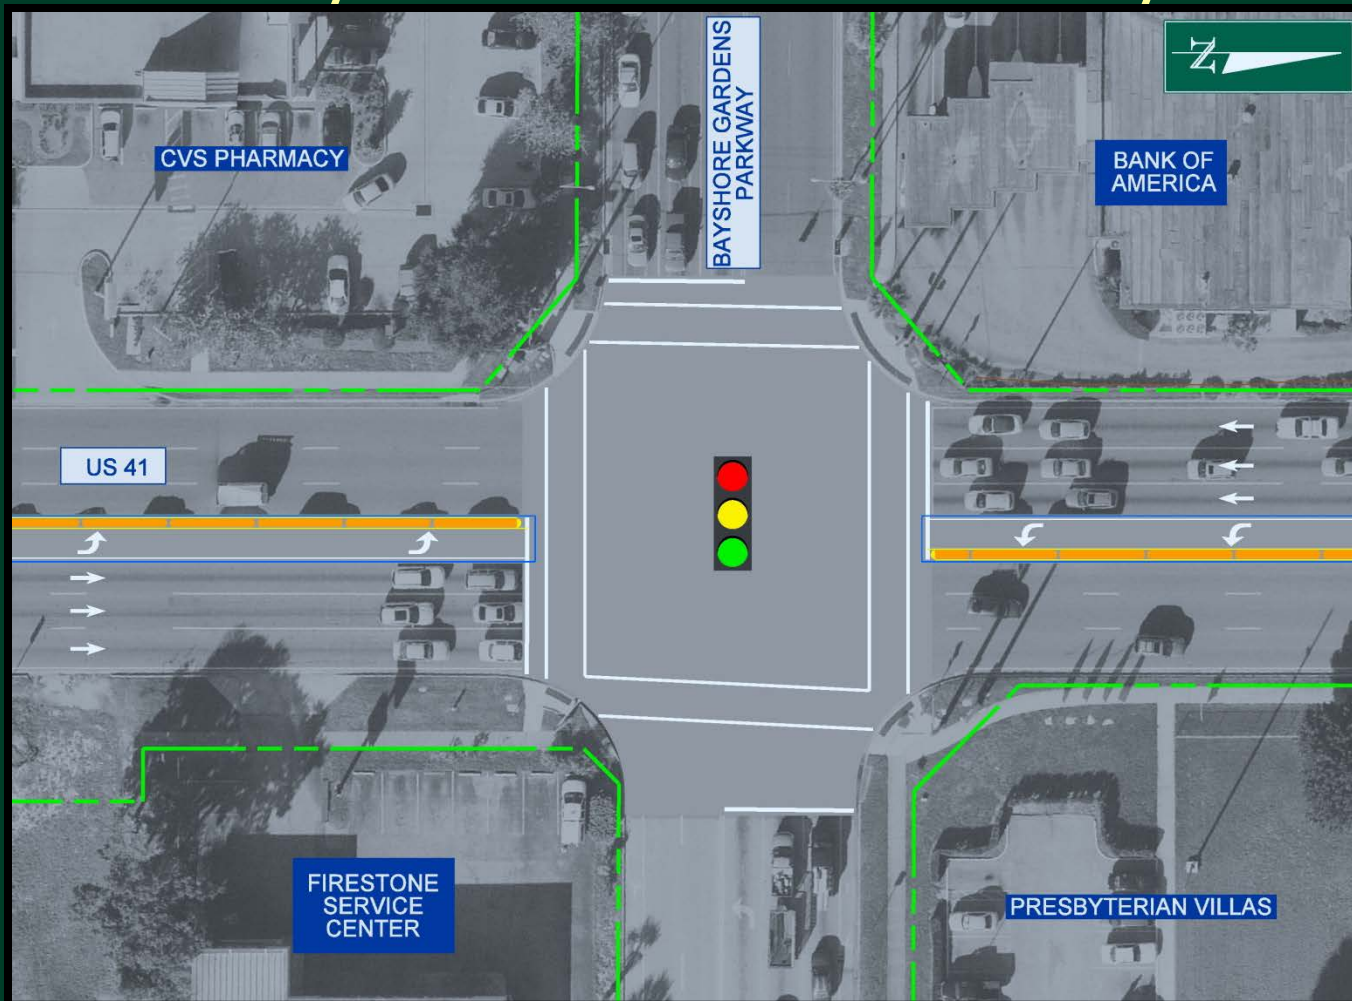 N
BAYSHORE GARDENS
PARKWAY
CVS PHARMACY
BANK OF
AMERICA
US 41
FIRESTONE
SERVICE
CENTER
PRESBYTERIAN VILLAS